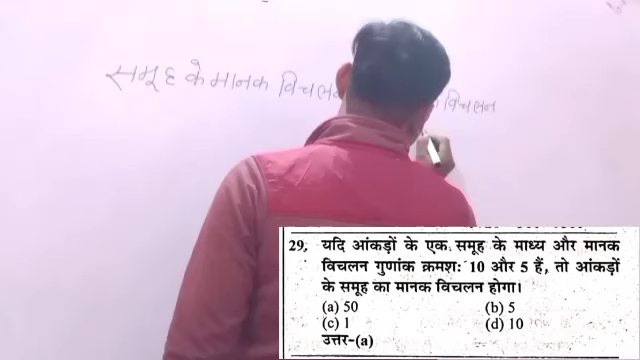 समूह के मानक विचलन विचलन
29. यदि आंकड़ों के एक समूह के माध्य और मानक
विचलन गुणांक क्रमशः 10 और 5 हैं, तो आंकड़ों
के समूह का मानक विचलन होगा।
(a) 50 (b) 5
(c) 1 (d) 10
उत्तर-(a)